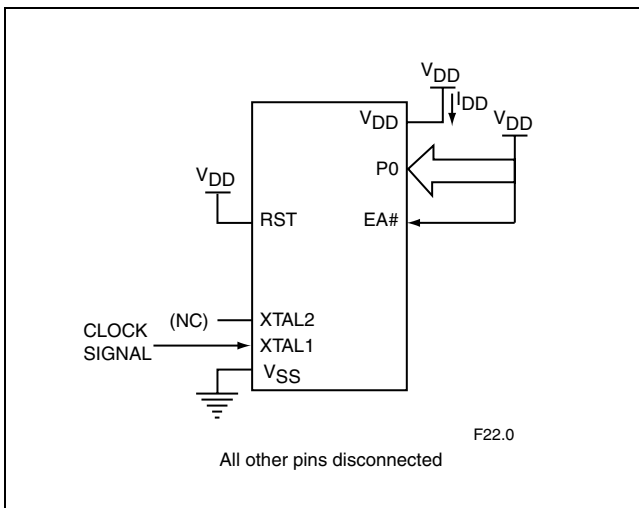 VDD
IDD
VDD
VDD
P0
VDD
RST
EA#
(NC)
XTAL2
CLOCK
SIGNAL
XTAL1
VSS
F22.0
All other pins disconnected